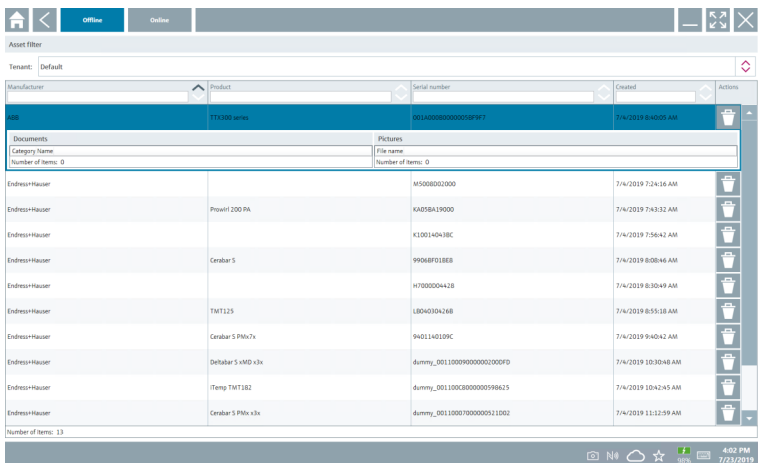 Offline Online
Asset filter
Tenant: Default
Manufacturer Product Serial number Created Actions
ABB TTX300 series 001A000B00000058F9F7 7/4/2019 8:40:05 AM
Documents Pictures
Category Name File name
Number of Items: 0 Number of Items: 0
Endress+Hauser M5008D02000 7/4/2019 7:24:16 AM
Endress+Hauser Prowirl 200 PA KA05BA19000 7/4/2019 7:43:32 AM
Endress+Hauser K10014043BC 7/4/2019 7:56:42 AM
Endress+Hauser Cerabar S 9906BF01BE8 7/4/2019 8:08:46 AM
Endress+Hauser H7000D04428 7/4/2019 8:30:49 AM
Endress+Hauser TMT125 LB04030426B 7/4/2019 8:55:18 AM
Endress+Hauser Cerabar S PMx7x 9401140109C 7/4/2019 9:40:42 AM
Endress+Hauser Deltabar S xMD x3x dummy_00110009000000200DFD 7/4/2019 10:30:48 AM
Endress+Hauser iTemp TMT182 dummy_001100C8000000598625 7/4/2019 10:42:45 AM
Endress+Hauser Cerabar S PMx x3x dummy_00110007000000521D02 7/4/2019 11:12:59 AM
Number of Items: 13
98% 4:02 PM
7/23/2019